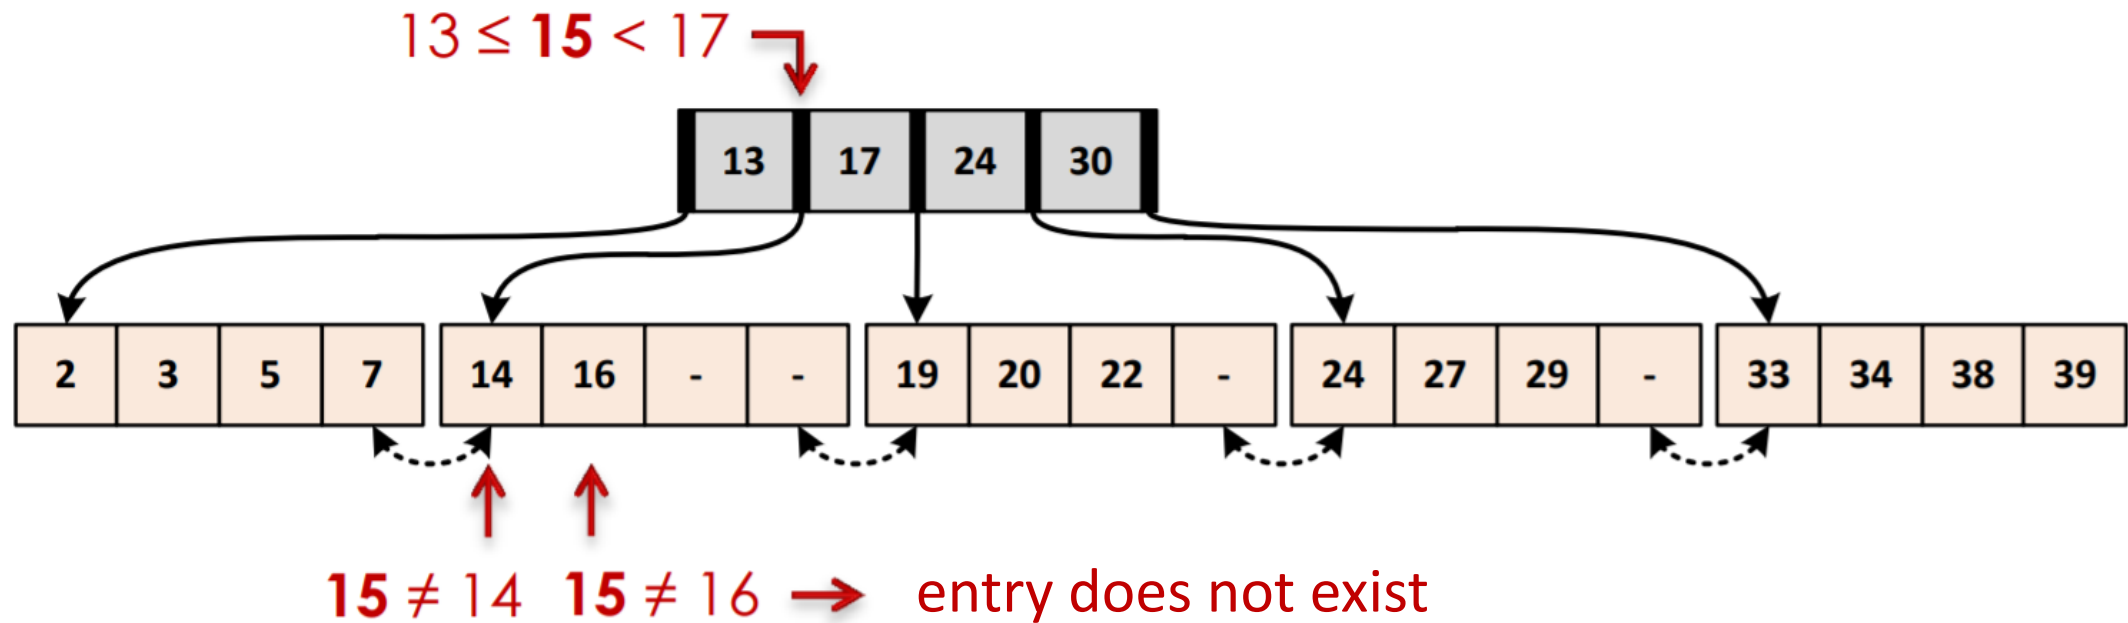 13 ≤ 15 < 17
13 17 24 30
2 3 5 7 14 16 - - 19 20 22 - 24 27 29 - 33 34 38 39
15 ≠ 14 15 ≠ 16 → entry does not exist